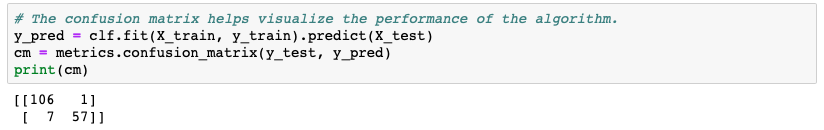 # The confusion matrix helps visualize the performance of the algorithm.
y_pred = clf.fit(X_train, y_train).predict(X_test)
cm = metrics.confusion_matrix(y_test, y_pred)
print(cm)
[[106   1]
 [  7  57]]